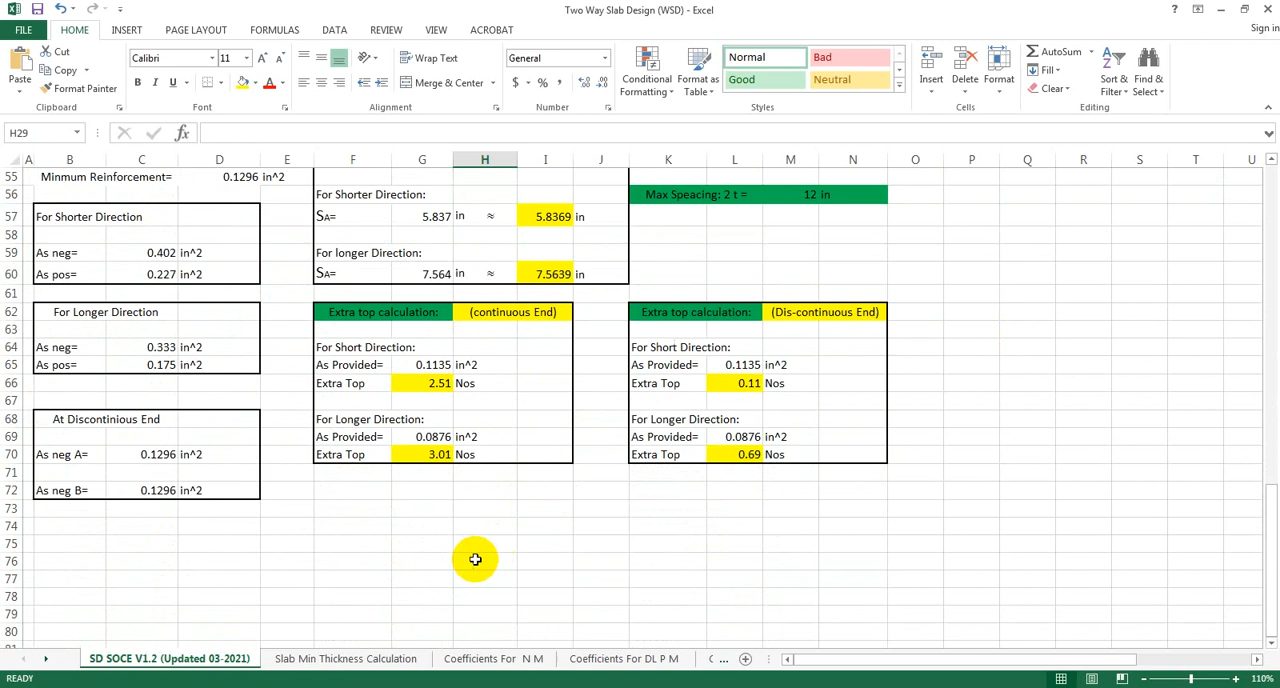 Two Way Slab Design (WSD) - Excel
?
Sign in
FILE HOME INSERT PAGE LAYOUT FORMULAS DATA REVIEW VIEW ACROBAT
Paste
Cut
Copy
Format Painter
Clipboard
Calibri 11
A A
B I U A
Font
Wrap Text
Merge & Center
Alignment
General
$ % ,
Number
Conditional Formatting
Format as Table
Normal Bad
Good Neutral
Styles
Insert Delete Format
Cells
AutoSum
Fill
Clear
Sort & Filter
Find & Select
Editing
H29
fx
A B C D E F G H I J K L M N O P Q R S T U
55 Minmum Reinforcement= 0.1296 in^2
56 For Shorter Direction: Max Speacing: 2 t = 12 in
57 For Shorter Direction SA= 5.837 in ≈ 5.8369 in
58
59 As neg= 0.402 in^2 For longer Direction:
60 As pos= 0.227 in^2 SA= 7.564 in ≈ 7.5639 in
61
62 For Longer Direction Extra top calculation: (continuous End) Extra top calculation: (Dis-continuous End)
63
64 As neg= 0.333 in^2 For Short Direction: For Short Direction:
65 As pos= 0.175 in^2 As Provided= 0.1135 in^2 As Provided= 0.1135 in^2
66 Extra Top 2.51 Nos Extra Top 0.11 Nos
67
68 At Discontinious End For Longer Direction: For Longer Direction:
69 As Provided= 0.0876 in^2 As Provided= 0.0876 in^2
70 As neg A= 0.1296 in^2 Extra Top 3.01 Nos Extra Top 0.69 Nos
71
72 As neg B= 0.1296 in^2
73
74
75
76
77
78
79
80
SD SOCE V1.2 (Updated 03-2021) Slab Min Thickness Calculation Coefficients For N M Coefficients For DL P M C ...
READY
110%